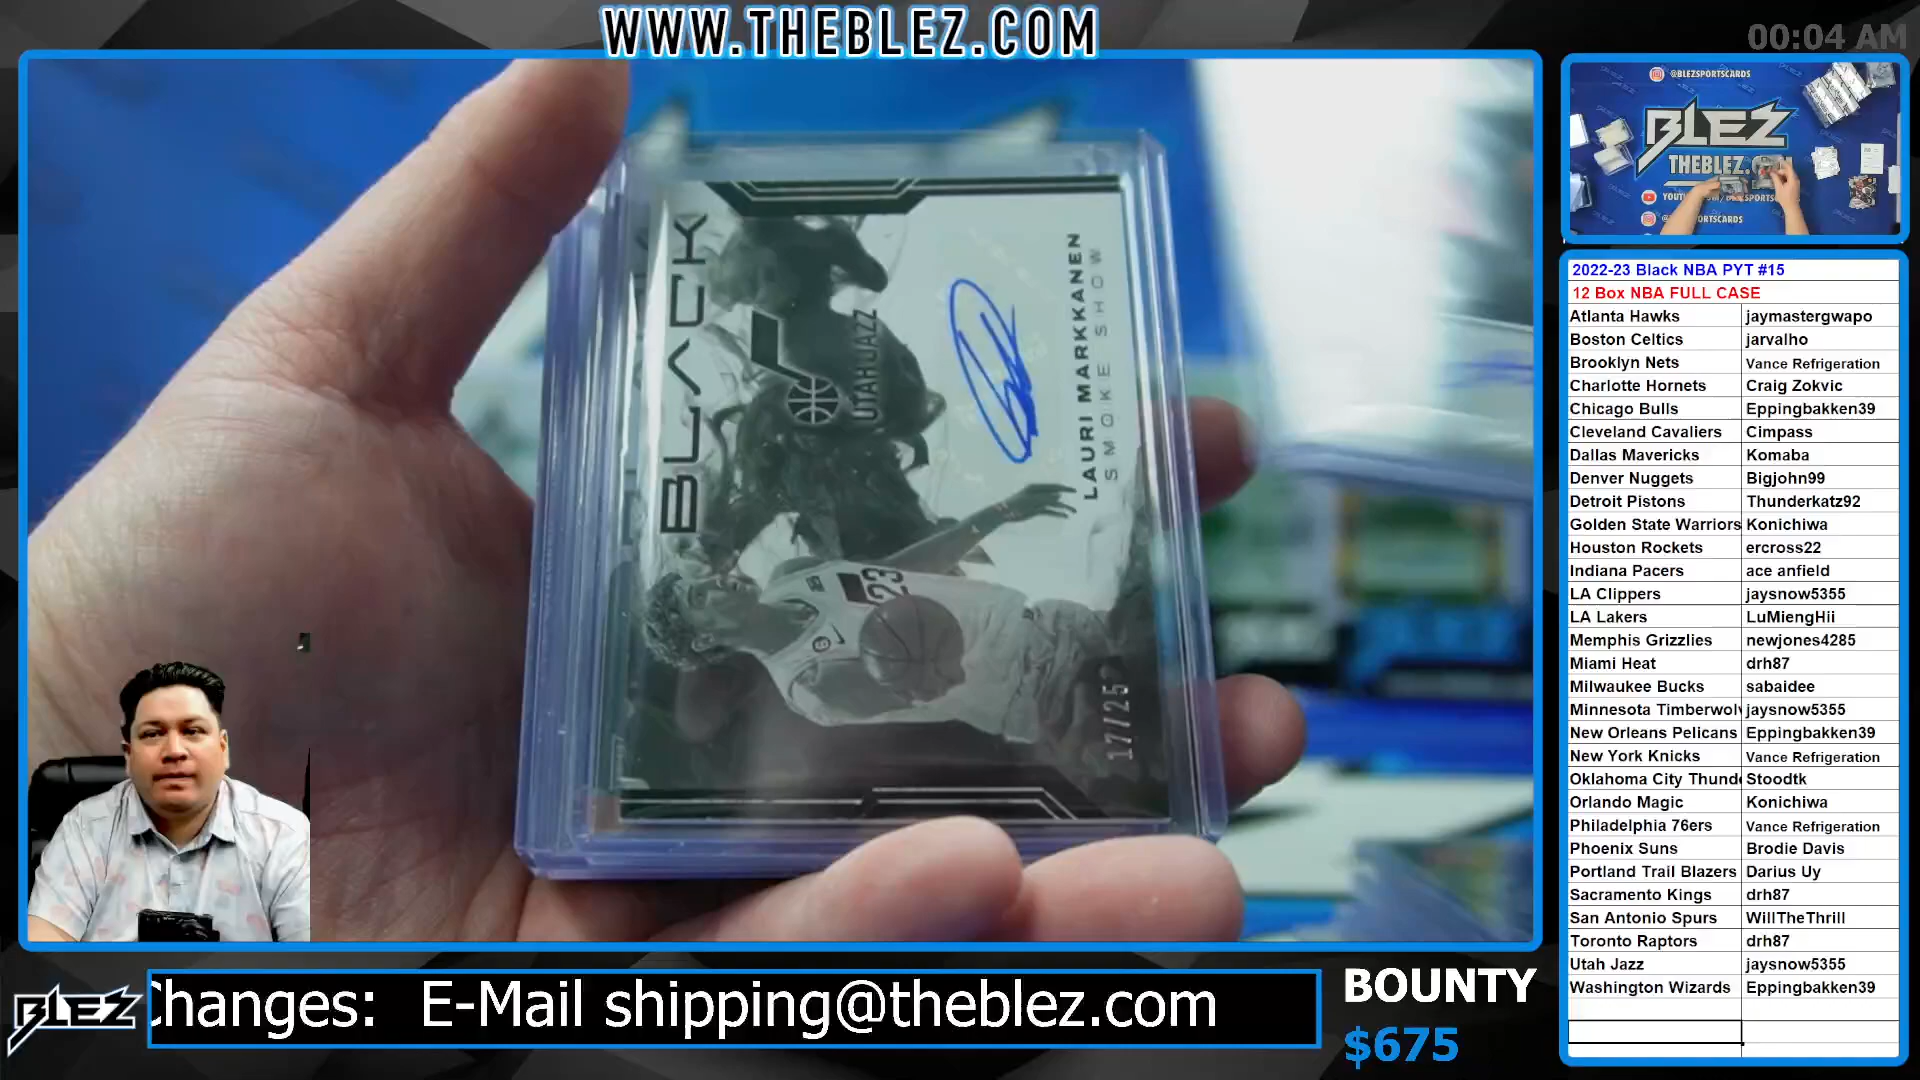 WWW.THEBLEZ.COM
00:04 AM
BLACK
UTAH JAZZ
LAURI MARKKANEN
SMOKE SHOW
23
17/25
@BLEZSPORTSCARDS
BLEZ
2022-23 Black NBA PYT #15
12 Box NBA FULL CASE
Atlanta Hawks jaymastergwapo
Boston Celtics jarvalho
Brooklyn Nets Vance Refrigeration
Charlotte Hornets Craig Zokvic
Chicago Bulls Eppingbakken39
Cleveland Cavaliers Cimpass
Dallas Mavericks Komaba
Denver Nuggets Bigjohn99
Detroit Pistons Thunderkatz92
Golden State Warriors Konichiwa
Houston Rockets ercross22
Indiana Pacers ace anfield
LA Clippers jaysnow5355
LA Lakers LuMiengHii
Memphis Grizzlies newjones4285
Miami Heat drh87
Milwaukee Bucks sabaidee
Minnesota Timberwolv jaysnow5355
New Orleans Pelicans Eppingbakken39
New York Knicks Vance Refrigeration
Oklahoma City Thund Stoodtk
Orlando Magic Konichiwa
Philadelphia 76ers Vance Refrigeration
Phoenix Suns Brodie Davis
Portland Trail Blazers Darius Uy
Sacramento Kings drh87
San Antonio Spurs WillTheThrill
Toronto Raptors drh87
Utah Jazz jaysnow5355
Washington Wizards Eppingbakken39
BLEZ
Changes: E-Mail shipping@theblez.com
BOUNTY
$675